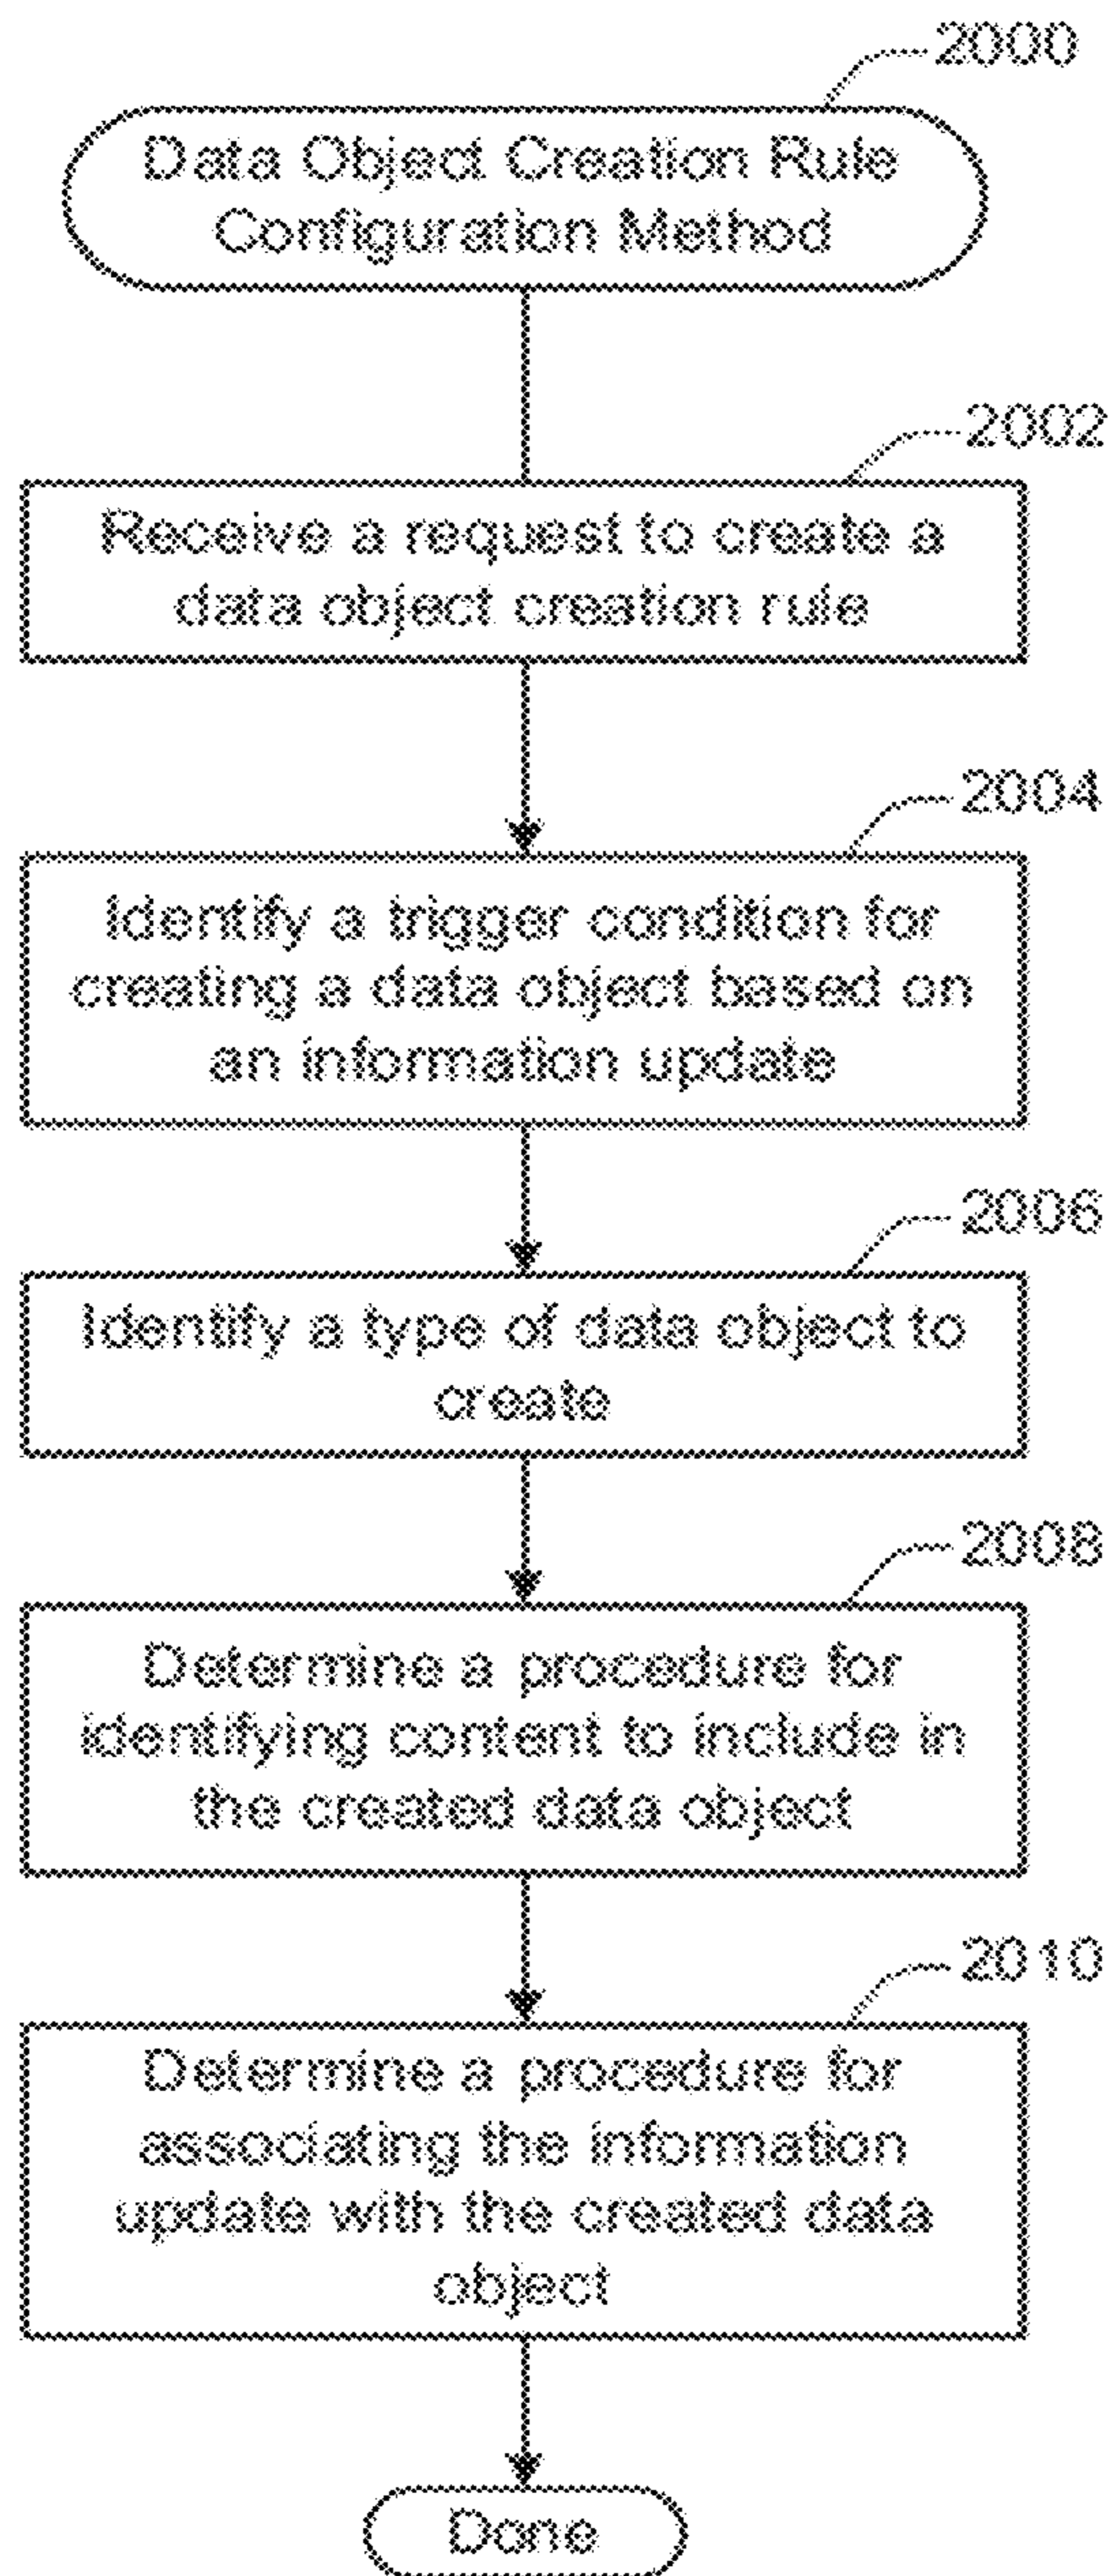 2000
Data Object Creation Rule
Configuration Method
2002
Receive a request to create a
data object creation rule
2004
Identify a trigger condition for
creating a data object based on
an information update
2006
Identify a type of data object to
create
2008
Determine a procedure for
identifying content to include in
the created data object
2010
Determine a procedure for
associating the information
update with the created data
object
Done